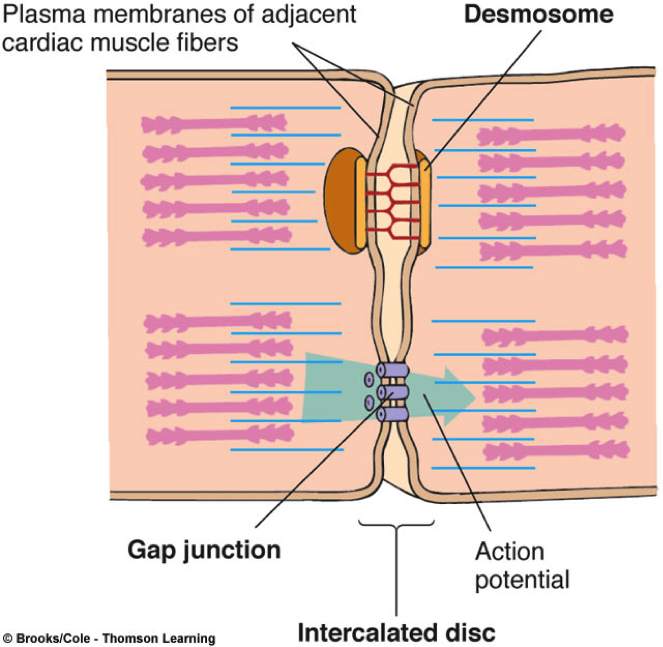 Plasma membranes of adjacent
cardiac muscle fibers
Desmosome
Gap junction
Action
potential
Intercalated disc
© Brooks/Cole - Thomson Learning